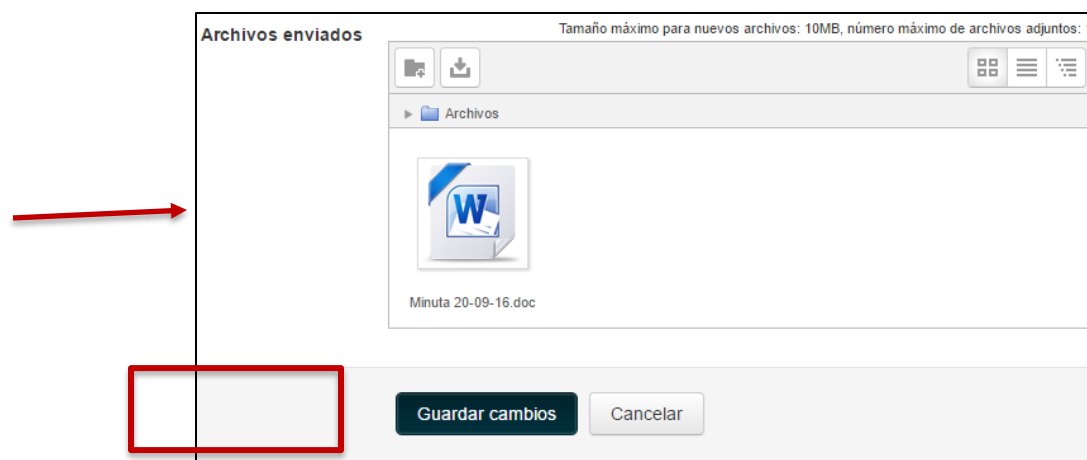 Archivos enviados
Tamaño máximo para nuevos archivos: 10MB, número máximo de archivos adjuntos:
Archivos
W
Minuta 20-09-16.doc
Guardar cambios
Cancelar